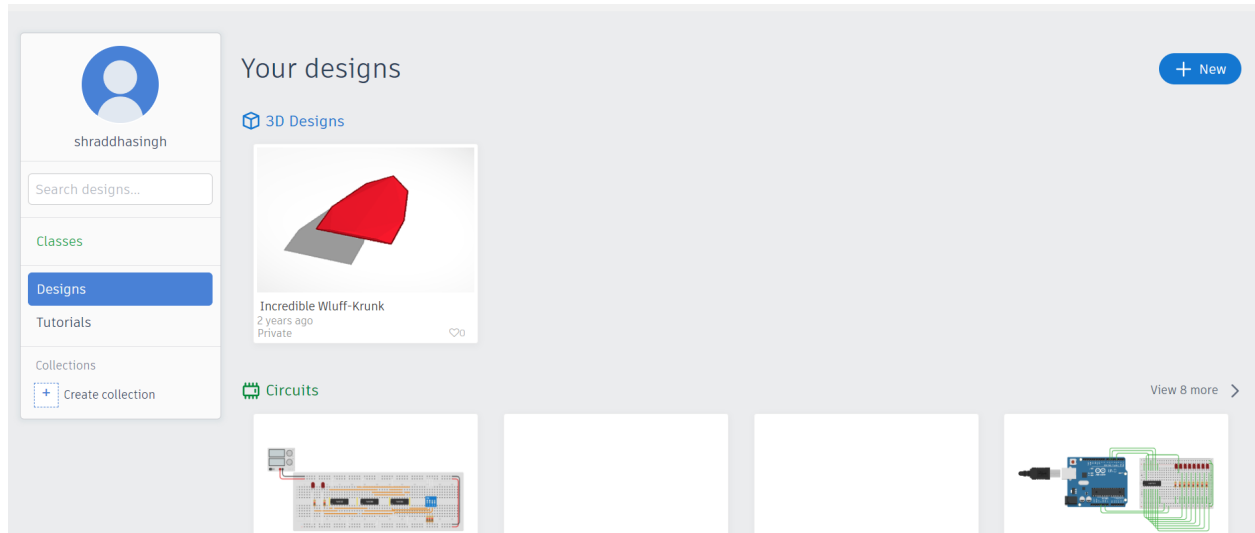 shraddhasingh
Search designs...
Classes
Designs
Tutorials
Collections
+ Create collection
Your designs
+ New
3D Designs
Incredible Wluff-Krunk
2 years ago
Private
0
Circuits
View 8 more